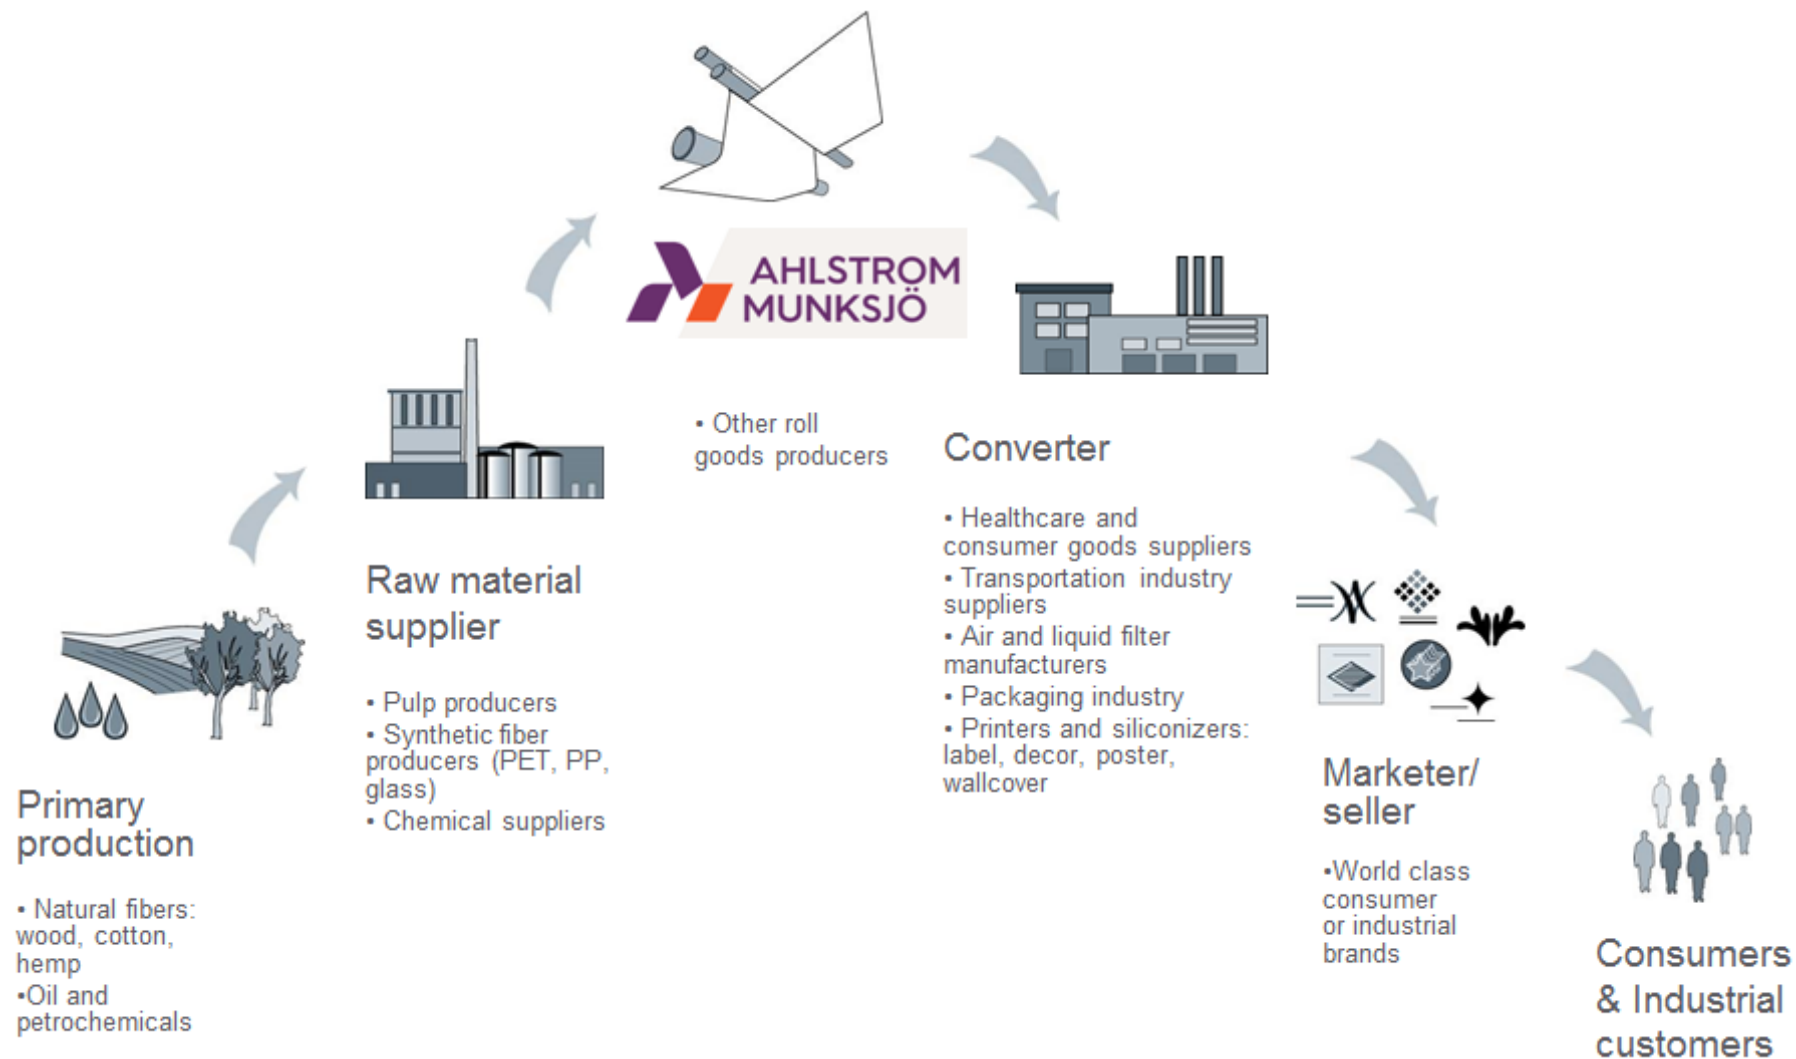 AHLSTROM
MUNKSJÖ
• Other roll
goods producers
Primary
production
• Natural fibers:
wood, cotton,
hemp
•Oil and
petrochemicals
Raw material
supplier
• Pulp producers
• Synthetic fiber
producers (PET, PP,
glass)
• Chemical suppliers
Converter
• Healthcare and
consumer goods suppliers
• Transportation industry
suppliers
• Air and liquid filter
manufacturers
• Packaging industry
• Printers and siliconizers:
label, decor, poster,
wallcover
Marketer/
seller
•World class
consumer
or industrial
brands
Consumers
& Industrial
customers